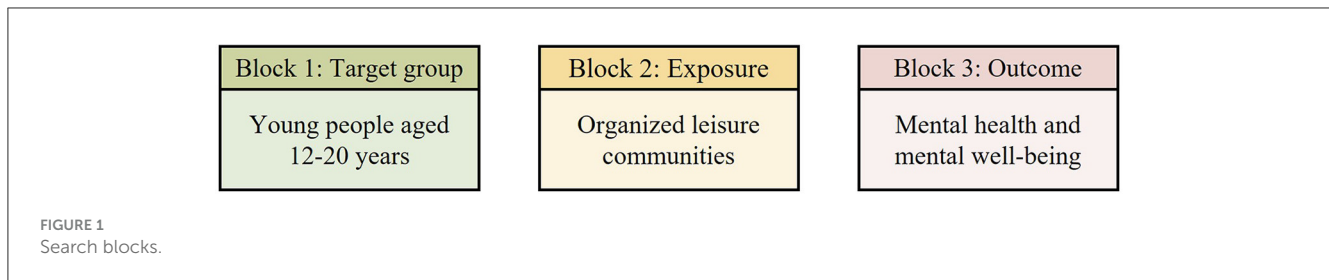 Block 1: Target group
Young people aged
12-20 years
Block 2: Exposure
Organized leisure
communities
Block 3: Outcome
Mental health and
mental well-being
FIGURE 1
Search blocks.